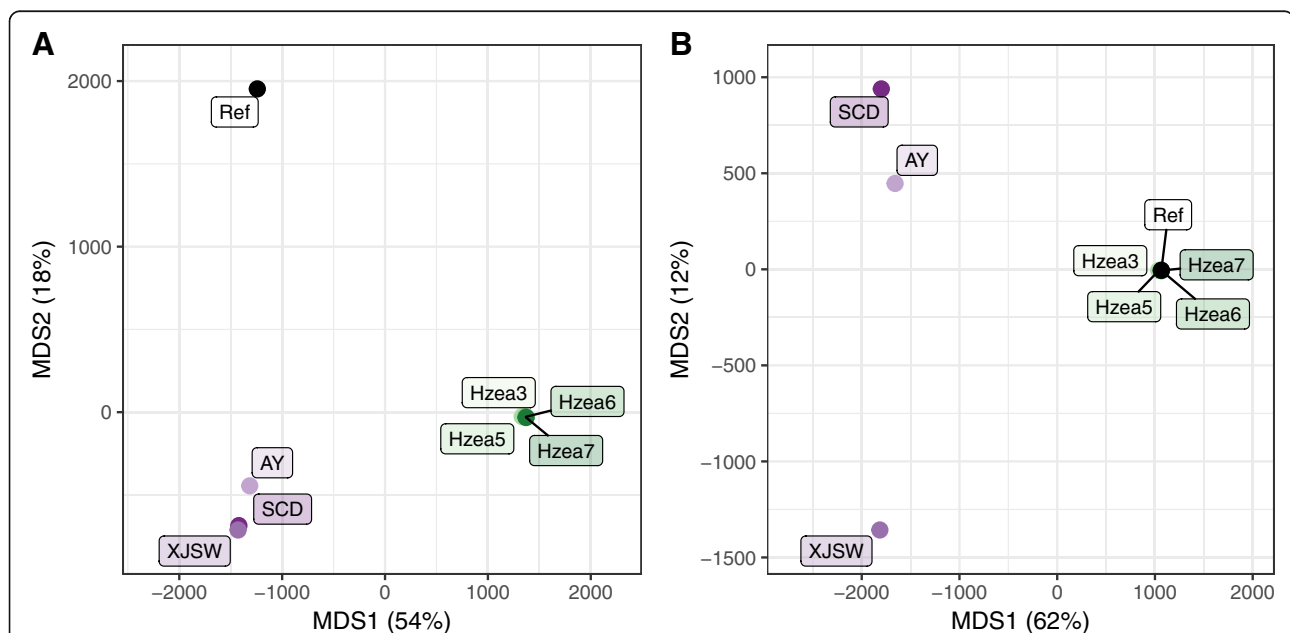 A
2000
1000
0
MDS2 (18%)
Ref
Hzea3
Hzea6
Hzea5
Hzea7
AY
SCD
XJSW
−2000
−1000
0
1000
2000
MDS1 (54%)
B
1000
500
0
−500
−1000
−1500
MDS2 (12%)
SCD
AY
Ref
Hzea3
Hzea7
Hzea5
Hzea6
XJSW
−2000
−1000
0
1000
2000
MDS1 (62%)